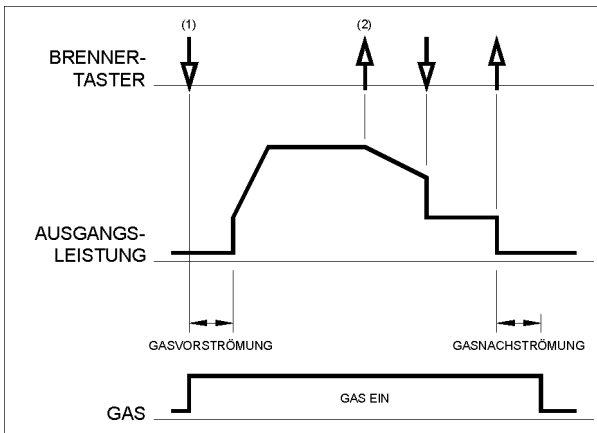 (1)
(2)
BRENNER-
TASTER
AUSGANGS-
LEISTUNG
GASVORSTRÖMUNG
GASNACHSTRÖMUNG
GAS EIN
GAS